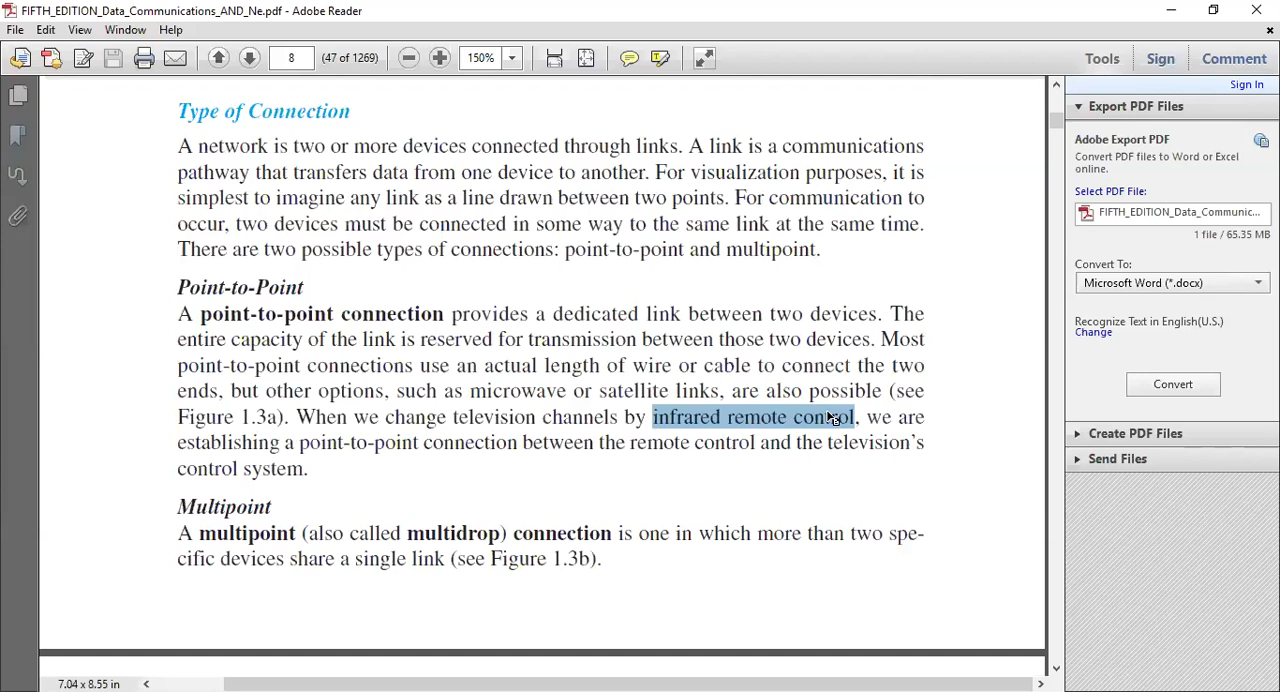 FIFTH_EDITION_Data_Communications_AND_Ne.pdf - Adobe Reader
File Edit View Window Help
8 (47 of 1269) 150% Tools Sign Comment
Sign In
Type of Connection
A network is two or more devices connected through links. A link is a communications
pathway that transfers data from one device to another. For visualization purposes, it is
simplest to imagine any link as a line drawn between two points. For communication to
occur, two devices must be connected in some way to the same link at the same time.
There are two possible types of connections: point-to-point and multipoint.
Point-to-Point
A point-to-point connection provides a dedicated link between two devices. The
entire capacity of the link is reserved for transmission between those two devices. Most
point-to-point connections use an actual length of wire or cable to connect the two
ends, but other options, such as microwave or satellite links, are also possible (see
Figure 1.3a). When we change television channels by infrared remote control, we are
establishing a point-to-point connection between the remote control and the television's
control system.
Multipoint
A multipoint (also called multidrop) connection is one in which more than two spe-
cific devices share a single link (see Figure 1.3b).
Export PDF Files
Adobe Export PDF
Convert PDF files to Word or Excel
online.
Select PDF File:
FIFTH_EDITION_Data_Communic...
1 file / 65.35 MB
Convert To:
Microsoft Word (*.docx)
Recognize Text in English(U.S.)
Change
Convert
Create PDF Files
Send Files
7.04 x 8.55 in